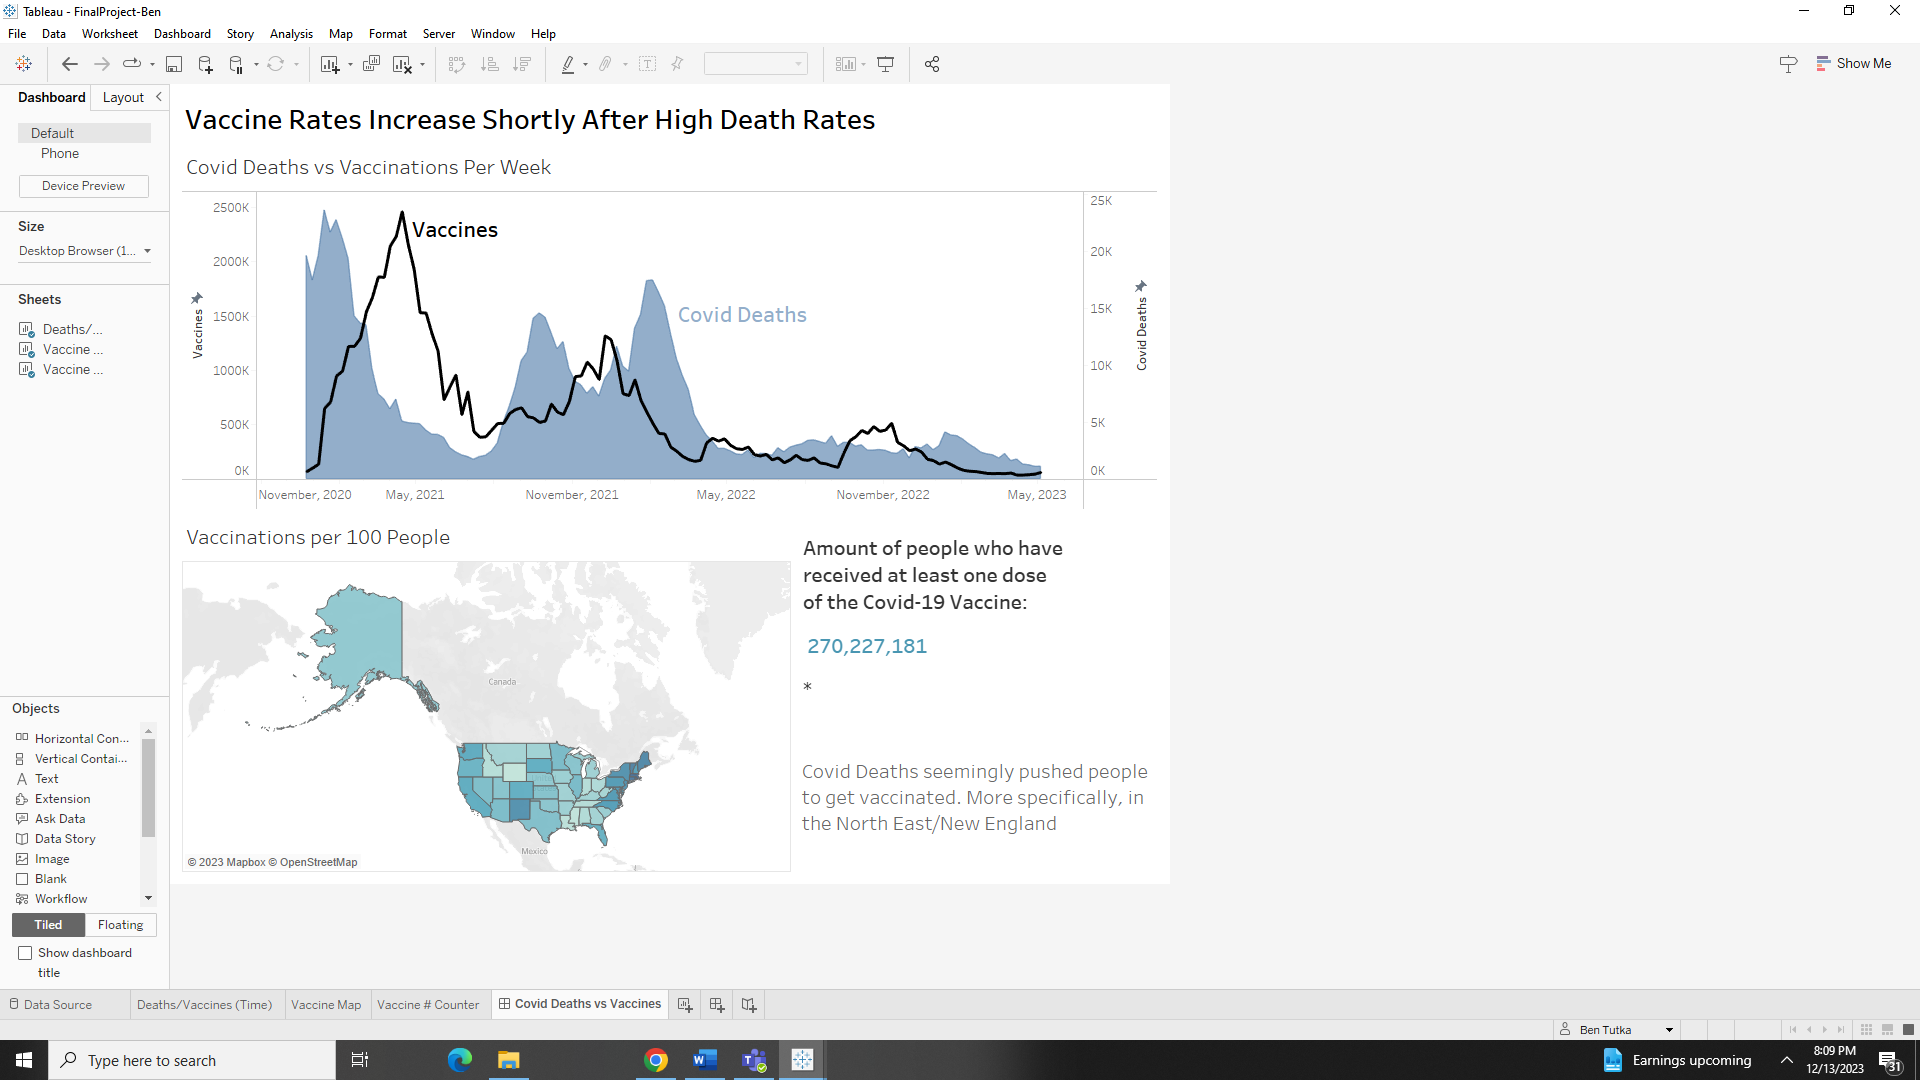 Tableau - FinalProject-Ben
File Data Worksheet Dashboard Story Analysis Map Format Server Window Help
Show Me
Dashboard Layout
Default
Phone
Device Preview
Size
Desktop Browser (1...
Sheets
Deaths/...
Vaccine ...
Vaccine ...
Objects
Horizontal Con...
Vertical Contai...
Text
Extension
Ask Data
Data Story
Image
Blank
Workflow
Tiled Floating
Show dashboard
title
Vaccine Rates Increase Shortly After High Death Rates
Covid Deaths vs Vaccinations Per Week
2500K
2000K
1500K
1000K
500K
0K
Vaccines
Vaccines
Covid Deaths
25K
20K
15K
10K
5K
0K
Covid Deaths
November, 2020 May, 2021 November, 2021 May, 2022 November, 2022 May, 2023
Vaccinations per 100 People
Canada
Mexico
© 2023 Mapbox © OpenStreetMap
Amount of people who have
received at least one dose
of the Covid-19 Vaccine:
270,227,181
*
Covid Deaths seemingly pushed people
to get vaccinated. More specifically, in
the North East/New England
Data Source Deaths/Vaccines (Time) Vaccine Map Vaccine # Counter Covid Deaths vs Vaccines
Ben Tutka
Type here to search
Earnings upcoming
8:09 PM
12/13/2023
31